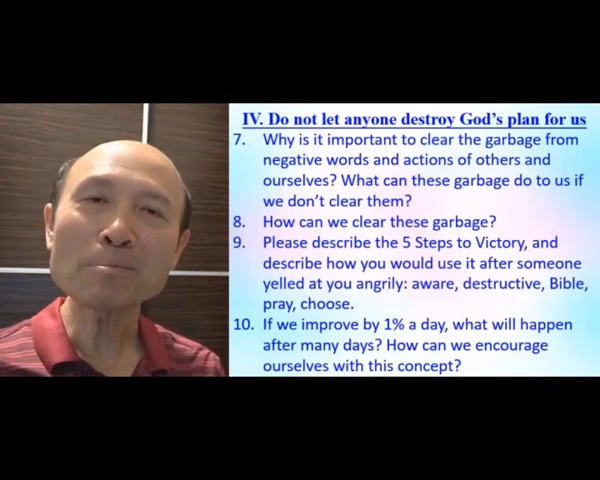 IV. Do not let anyone destroy God's plan for us
7. Why is it important to clear the garbage from
negative words and actions of others and
ourselves? What can these garbage do to us if
we don't clear them?
8. How can we clear these garbage?
9. Please describe the 5 Steps to Victory, and
describe how you would use it after someone
yelled at you angrily: aware, destructive, Bible,
pray, choose.
10. If we improve by 1% a day, what will happen
after many days? How can we encourage
ourselves with this concept?